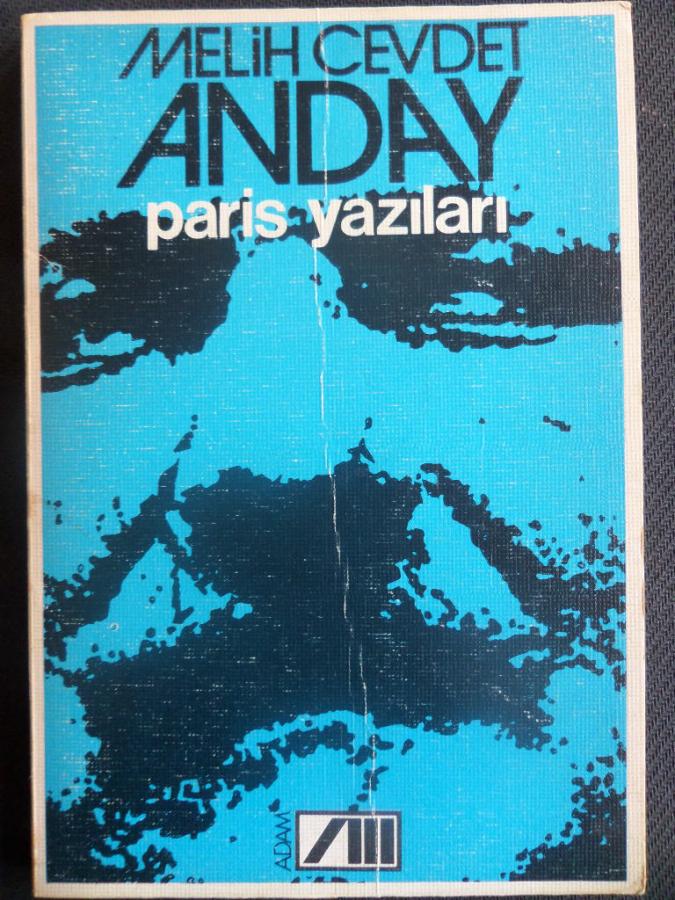 MELİH CEVDET
ANDAY
paris yazıları
ADAM